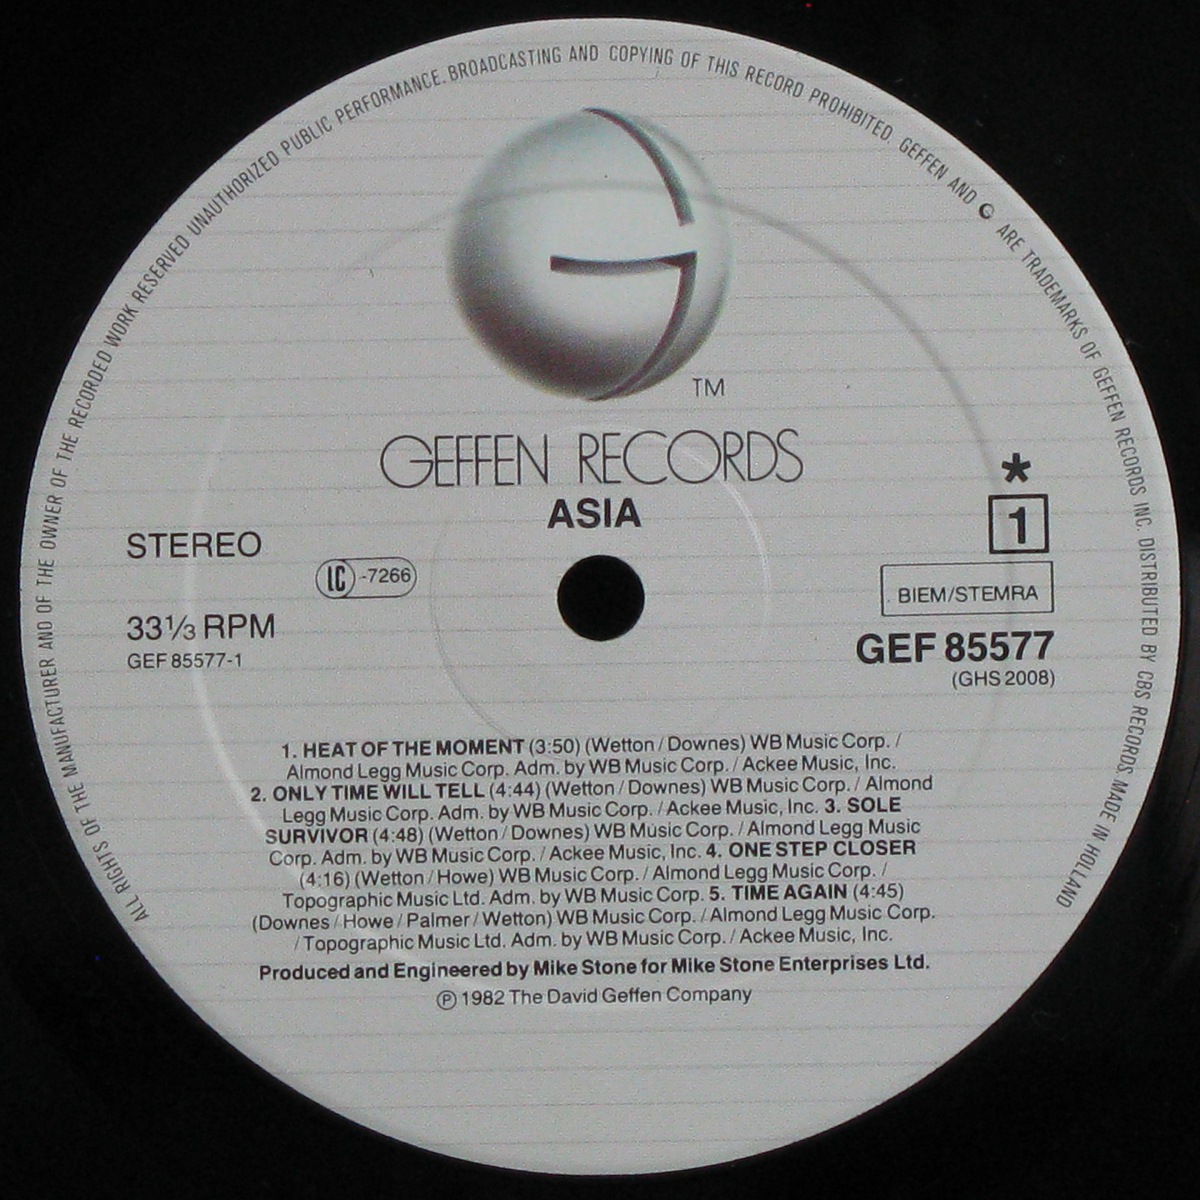 ALL RIGHTS OF THE MANUFACTURER AND OF THE OWNER OF THE RECORDED WORK RESERVED UNAUTHORIZED PUBLIC PERFORMANCE. BROADCASTING AND COPYING OF THIS RECORD PROHIBITED. GEFFEN AND G ARE TRADEMARKS OF GEFFEN RECORDS INC. DISTRIBUTED BY CBS RECORDS. MADE IN HOLLAND
TM
GEFFEN RECORDS
ASIA
STEREO
LC -7266
33⅓ RPM
GEF 85577-1
*
1
BIEM/STEMRA
GEF 85577
(GHS 2008)
1. HEAT OF THE MOMENT (3:50) (Wetton / Downes) WB Music Corp. /
Almond Legg Music Corp. Adm. by WB Music Corp. / Ackee Music, Inc.
2. ONLY TIME WILL TELL (4:44) (Wetton / Downes) WB Music Corp. / Almond
Legg Music Corp. Adm. by WB Music Corp. / Ackee Music, Inc. 3. SOLE
SURVIVOR (4:48) (Wetton / Downes) WB Music Corp. / Almond Legg Music
Corp. Adm. by WB Music Corp. / Ackee Music, Inc. 4. ONE STEP CLOSER
(4:16) (Wetton / Howe) WB Music Corp. / Almond Legg Music Corp. /
Topographic Music Ltd. Adm. by WB Music Corp. 5. TIME AGAIN (4:45)
(Downes / Howe / Palmer / Wetton) WB Music Corp. / Almond Legg Music Corp.
/ Topographic Music Ltd. Adm. by WB Music Corp. / Ackee Music, Inc.
Produced and Engineered by Mike Stone for Mike Stone Enterprises Ltd.
℗ 1982 The David Geffen Company